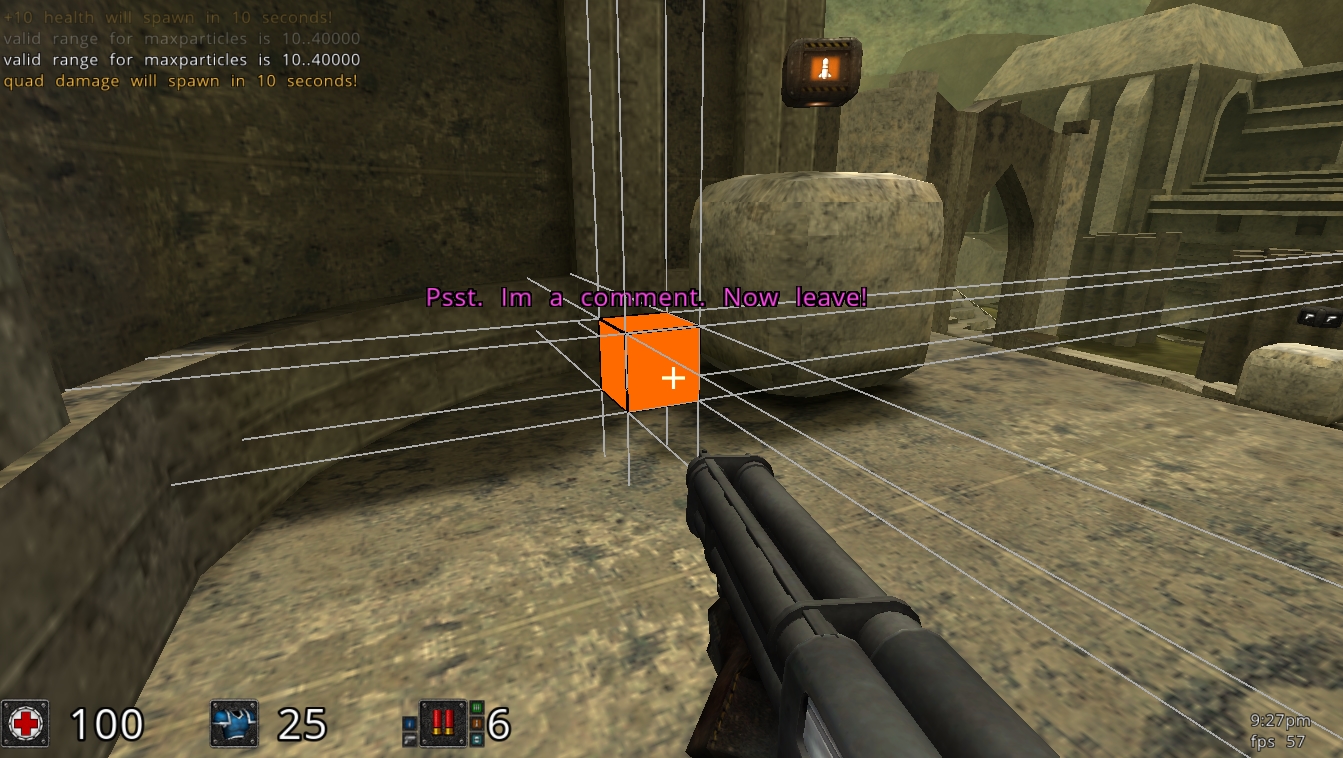 +10 health will spawn in 10 seconds!
valid range for maxparticles is 10..40000
valid range for maxparticles is 10..40000
quad damage will spawn in 10 seconds!
Psst. Im a comment. Now leave!
100
25
6
9:27pm
fps 57